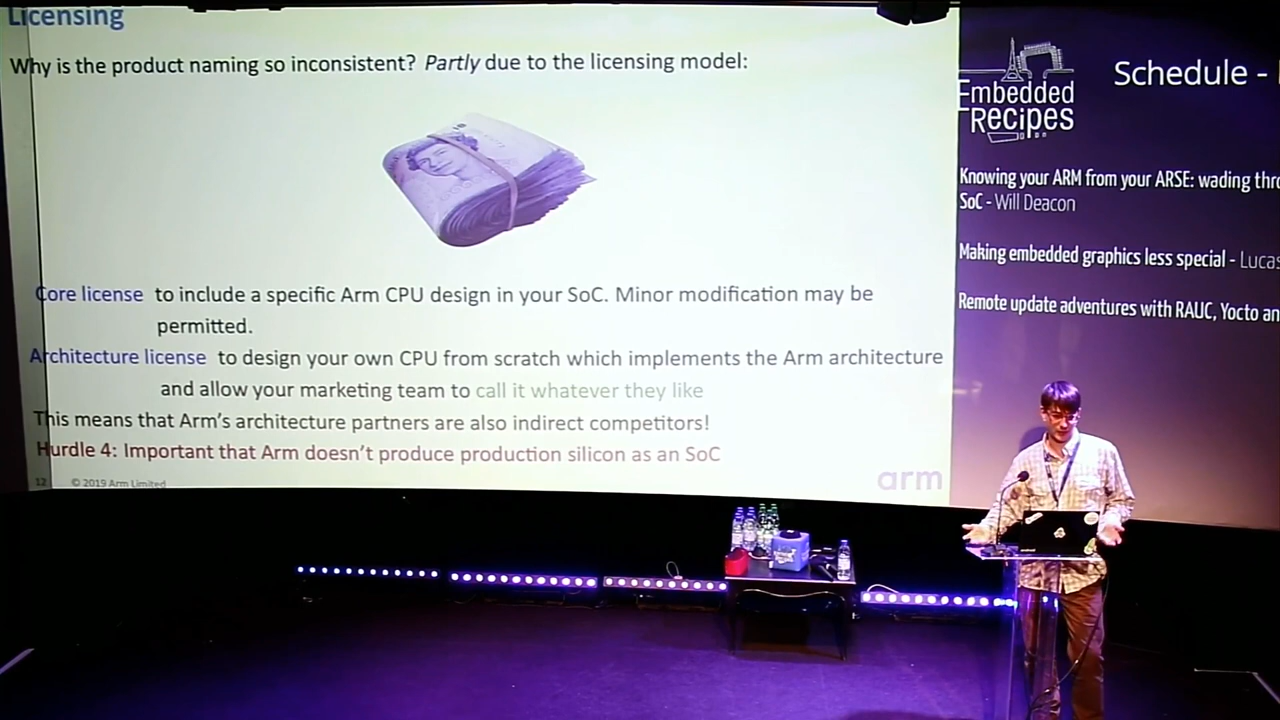 Licensing
Why is the product naming so inconsistent? Partly due to the licensing model:
Core license to include a specific Arm CPU design in your SoC. Minor modification may be
permitted.
Architecture license to design your own CPU from scratch which implements the Arm architecture
and allow your marketing team to call it whatever they like
This means that Arm's architecture partners are also indirect competitors!
Hurdle 4: Important that Arm doesn't produce production silicon as an SoC
12 © 2019 Arm Limited
arm
Embedded
Recipes
Schedule -
Knowing your ARM from your ARSE: wading thr
SoC - Will Deacon
Making embedded graphics less special - Lucas
Remote update adventures with RAUC, Yocto an